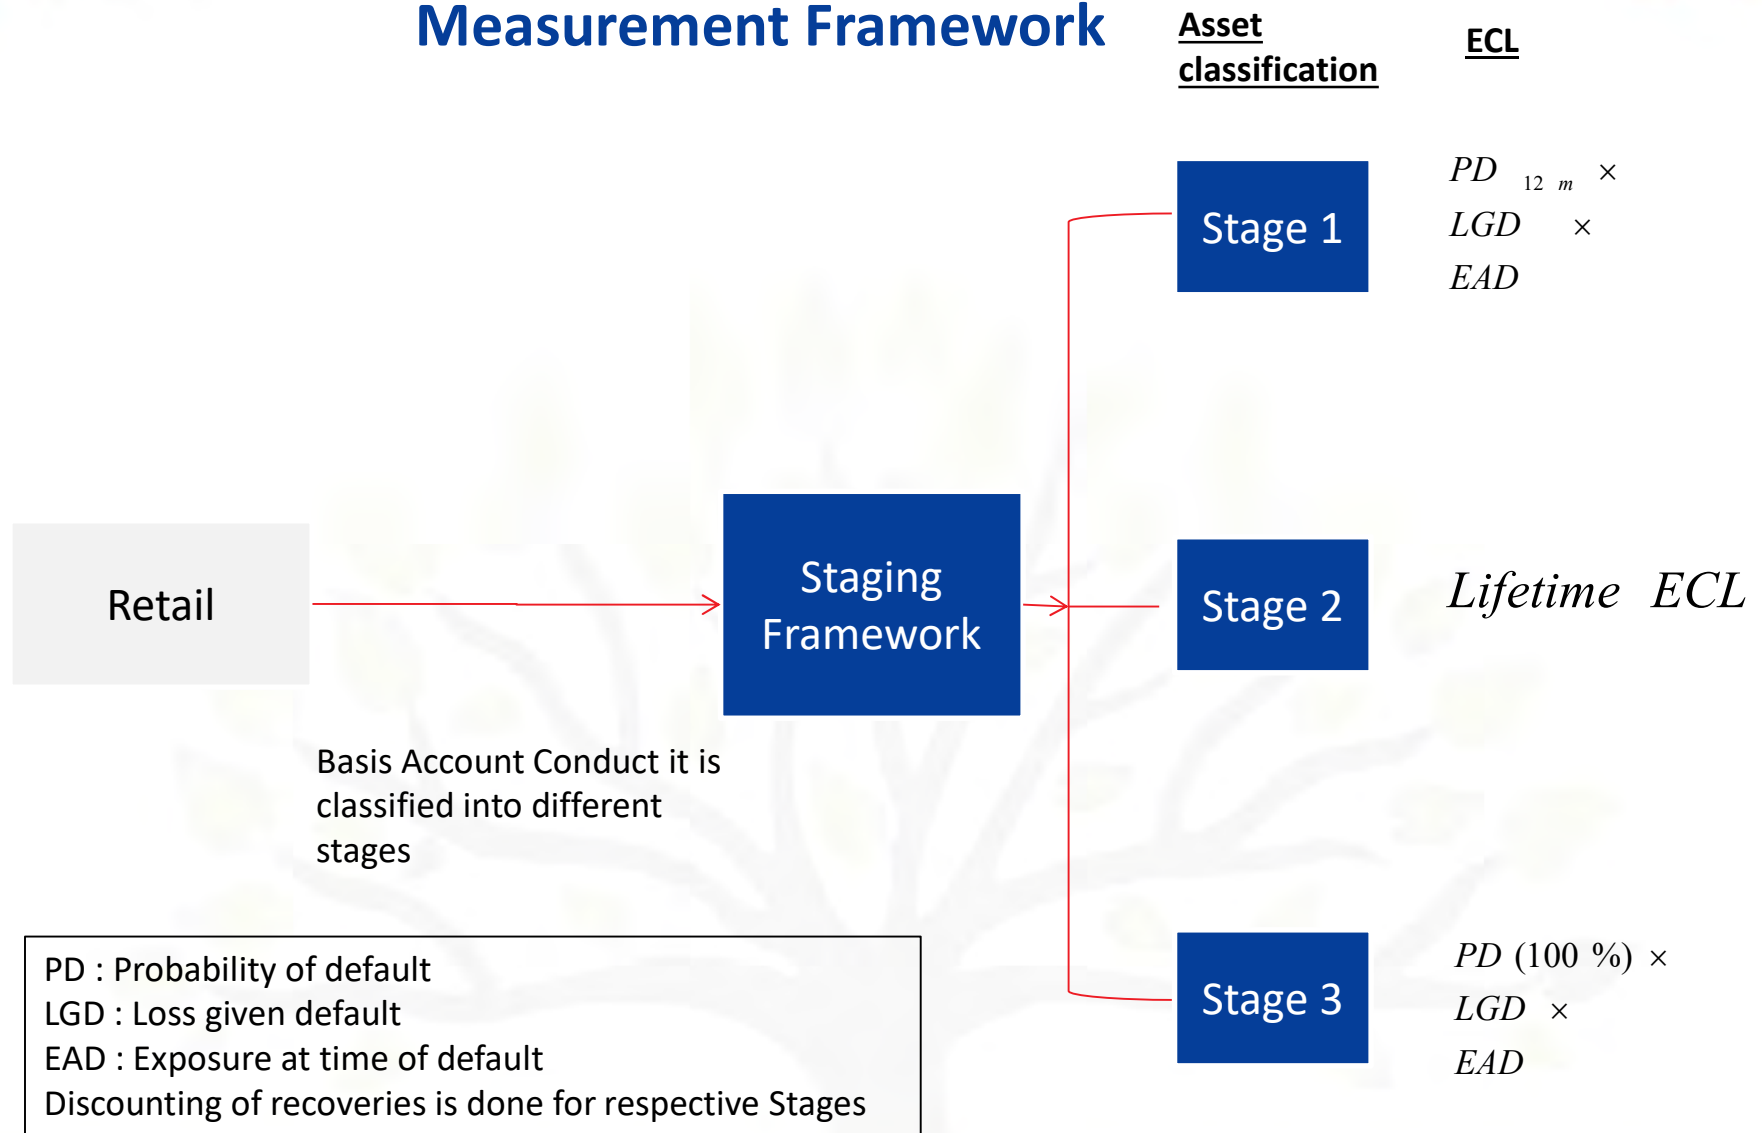 Measurement Framework
Asset
classification
ECL
Stage 1
PD 12 m ×
LGD ×
EAD
Retail
Staging
Framework
Stage 2
Lifetime ECL
Basis Account Conduct it is
classified into different
stages
Stage 3
PD (100 %) ×
LGD ×
EAD
PD : Probability of default
LGD : Loss given default
EAD : Exposure at time of default
Discounting of recoveries is done for respective Stages